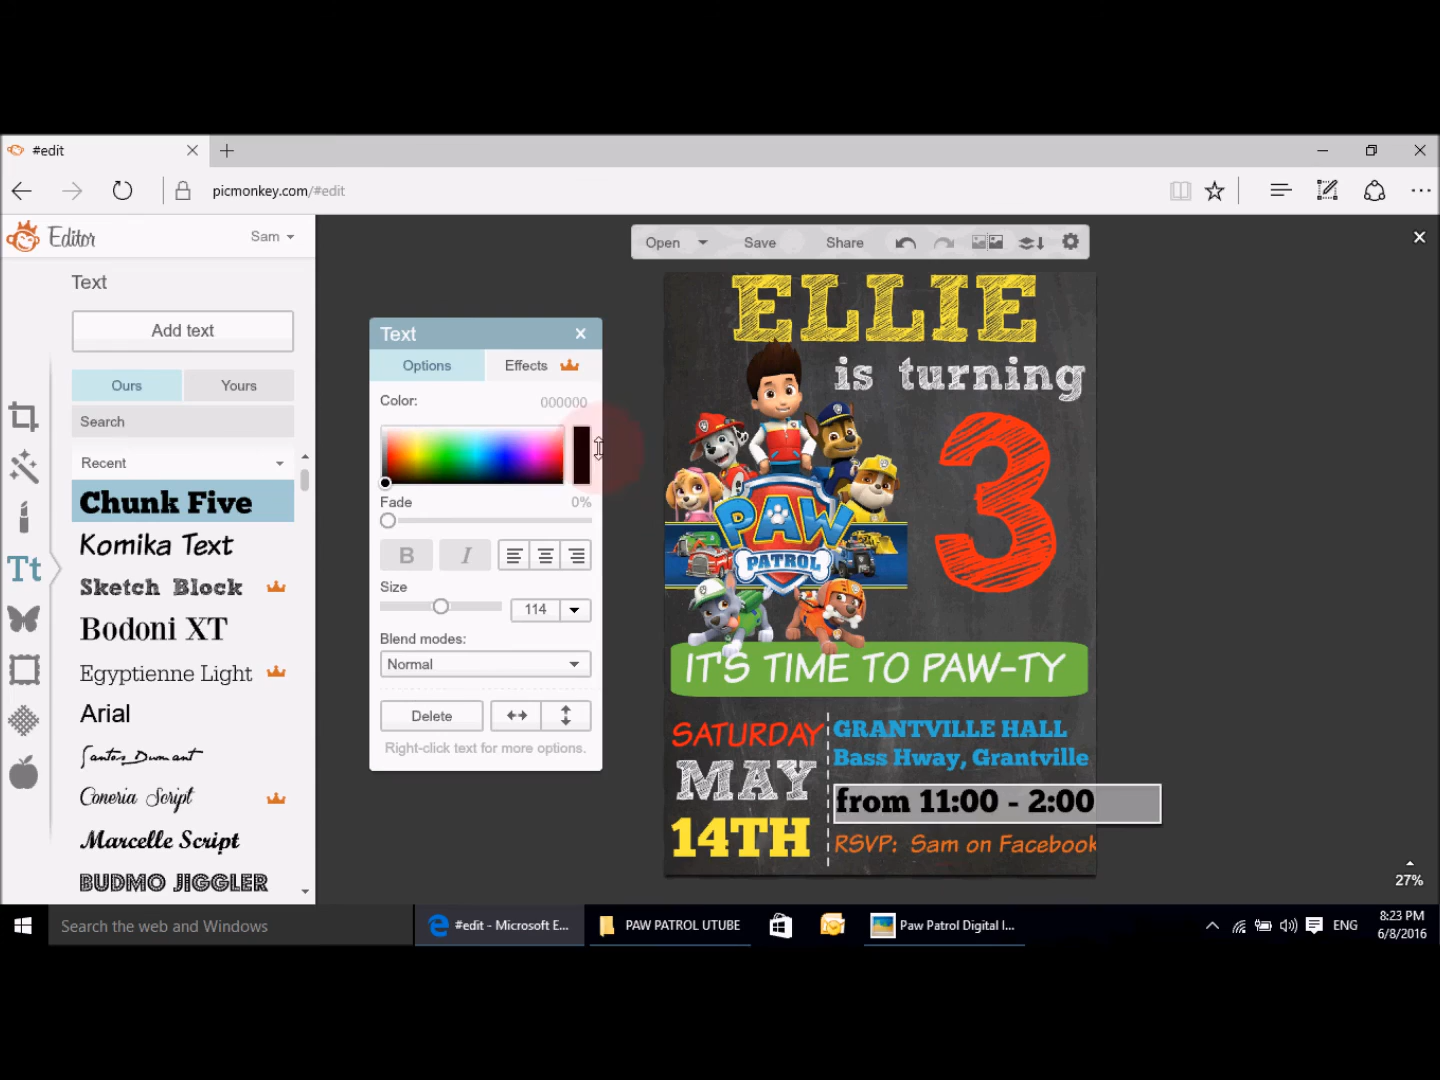 #edit
picmonkey.com/#edit
Editor
Sam
Open
Save
Share
Text
Add text
Ours
Yours
Search
Recent
Chunk Five
Komika Text
Sketch Block
Bodoni XT
Egyptienne Light
Arial
Santos Dumont
Coneria Script
Marcelle Script
BUDMO JIGGLER
Tt
Text
Options
Effects
Color:
000000
Fade
0%
B
I
Size
114
Blend modes:
Normal
Delete
Right-click text for more options.
ELLIE
is turning
3
PAW
PATROL
IT'S TIME TO PAW-TY
SATURDAY
MAY
14TH
GRANTVILLE HALL
Bass Hway, Grantville
from 11:00 - 2:00
RSVP: Sam on Facebook
27%
Search the web and Windows
#edit - Microsoft E...
PAW PATROL UTUBE
Paw Patrol Digital I...
ENG
8:23 PM
6/8/2016